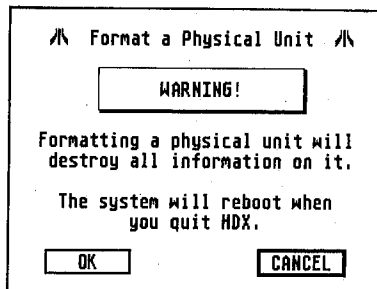 Format a Physical Unit
WARNING!
Formatting a physical unit will
destroy all information on it.
The system will reboot when
you quit HDX.
OK CANCEL